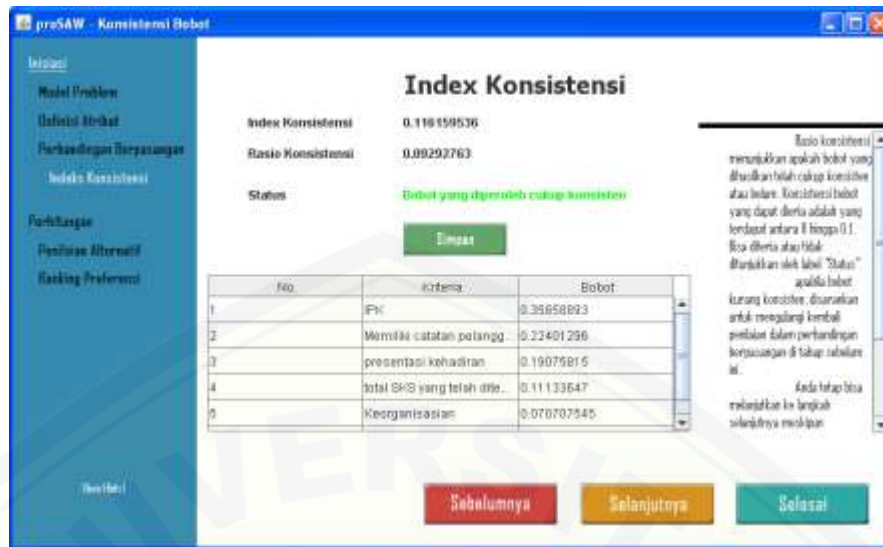 proSAW - Konsistensi Bobot
Inisiasi
Model Problem
Definisi Atribut
Perbandingan Berpasangan
Indeks Konsistensi
Perhitungan
Penilaian Alternatif
Ranking Preferensi
Index Konsistensi
Index Konsistensi 0.116159536
Rasio Konsistensi 0.09292763
Status Bobot yang diperoleh cukup konsisten
Simpan
No. Kriteria Bobot
1 IPK 0.35658893
2 Memiliki catatan pelangg... 0.22401296
3 presentasi kehadiran 0.19075815
4 total SKS yang telah dite... 0.11133647
5 Keorganisasian 0.070707545
Rasio konsistensi
menunjukkan apakah bobot yang
dihasilkan telah cukup konsisten
atau belum. Konsistensi bobot
yang dapat diteria adalah yang
terdapat antara 0 hingga 0.1.
Bisa diteria atau tidak
ditunjukkan oleh label "Status"
apabila bobot
kurang konsisten, disarankan
untuk mengulangi kembali
penilaian dalam perbandingan
berpasangan di tahap sebelum
ini.
Anda tetap bisa
melanjutkan ke langkah
selanjutnya meskipun
Sebelumnya
Selanjutnya
Selesai
UNIVERSI